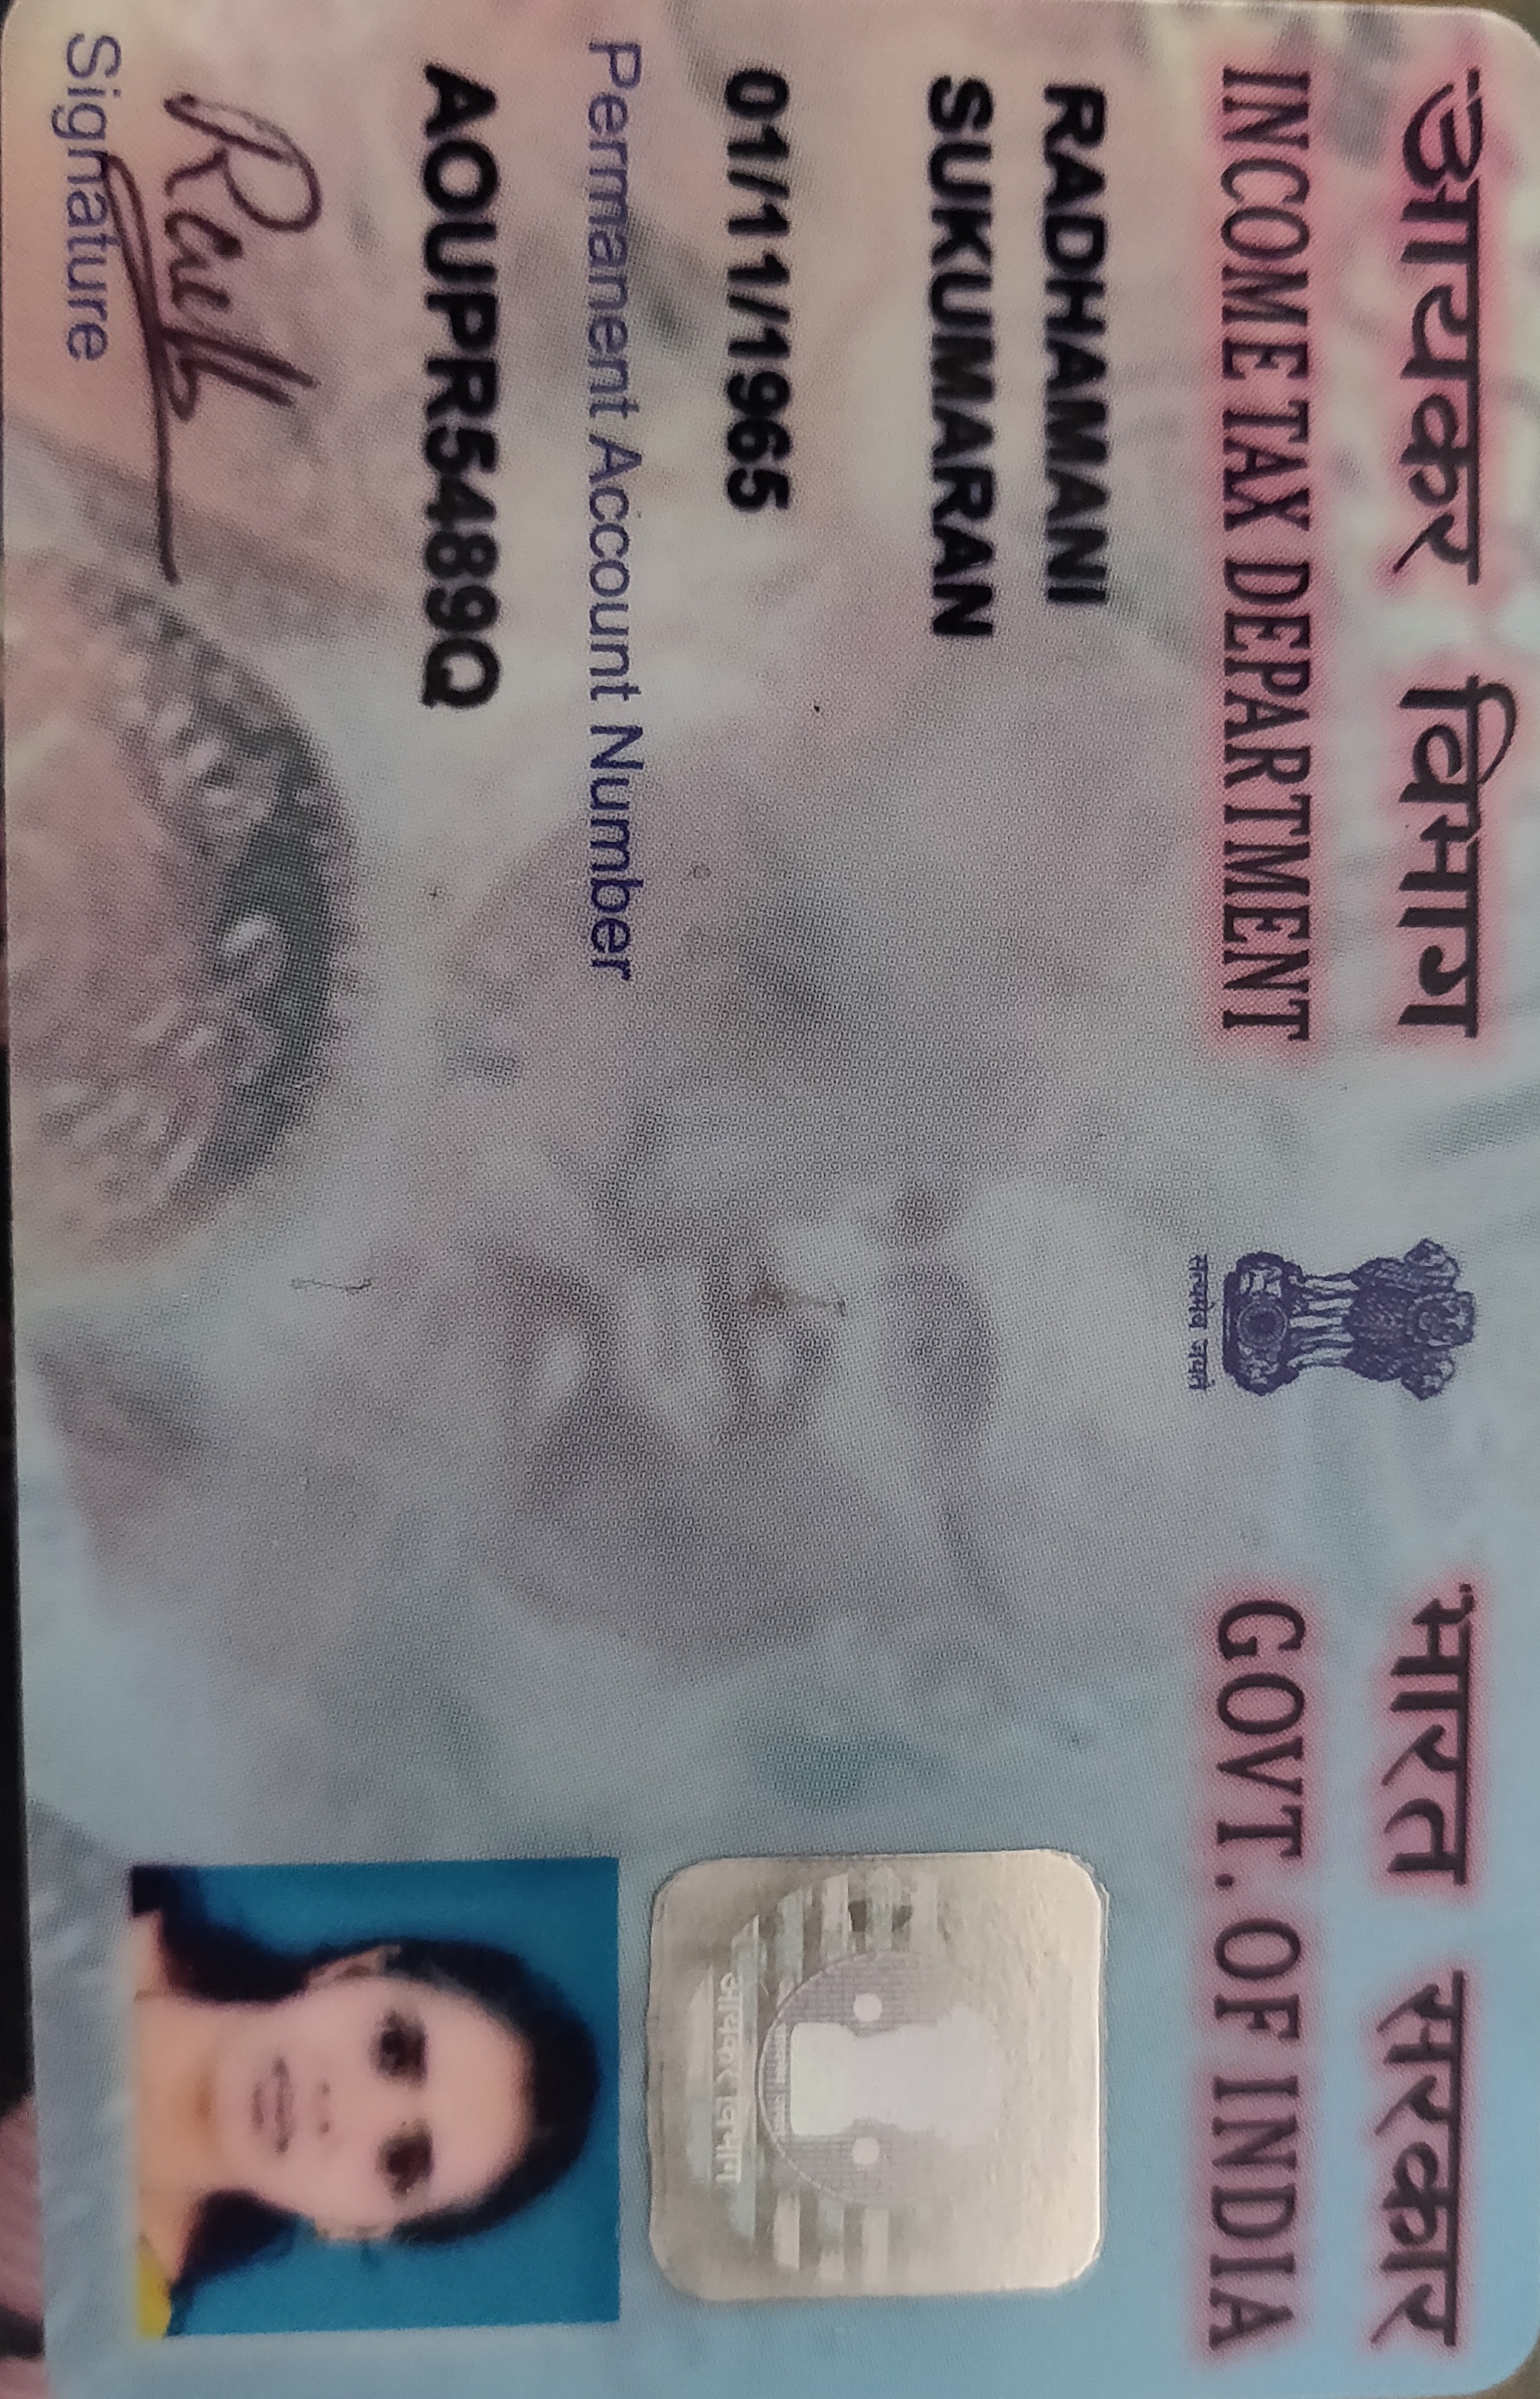 आयकर विभाग
INCOME TAX DEPARTMENT
सत्यमेव जयते
भारत सरकार
GOVT. OF INDIA
RADHAMANI
SUKUMARAN
01/11/1965
Permanent Account Number
AOUPR5489Q
Signature
आयकर विभाग